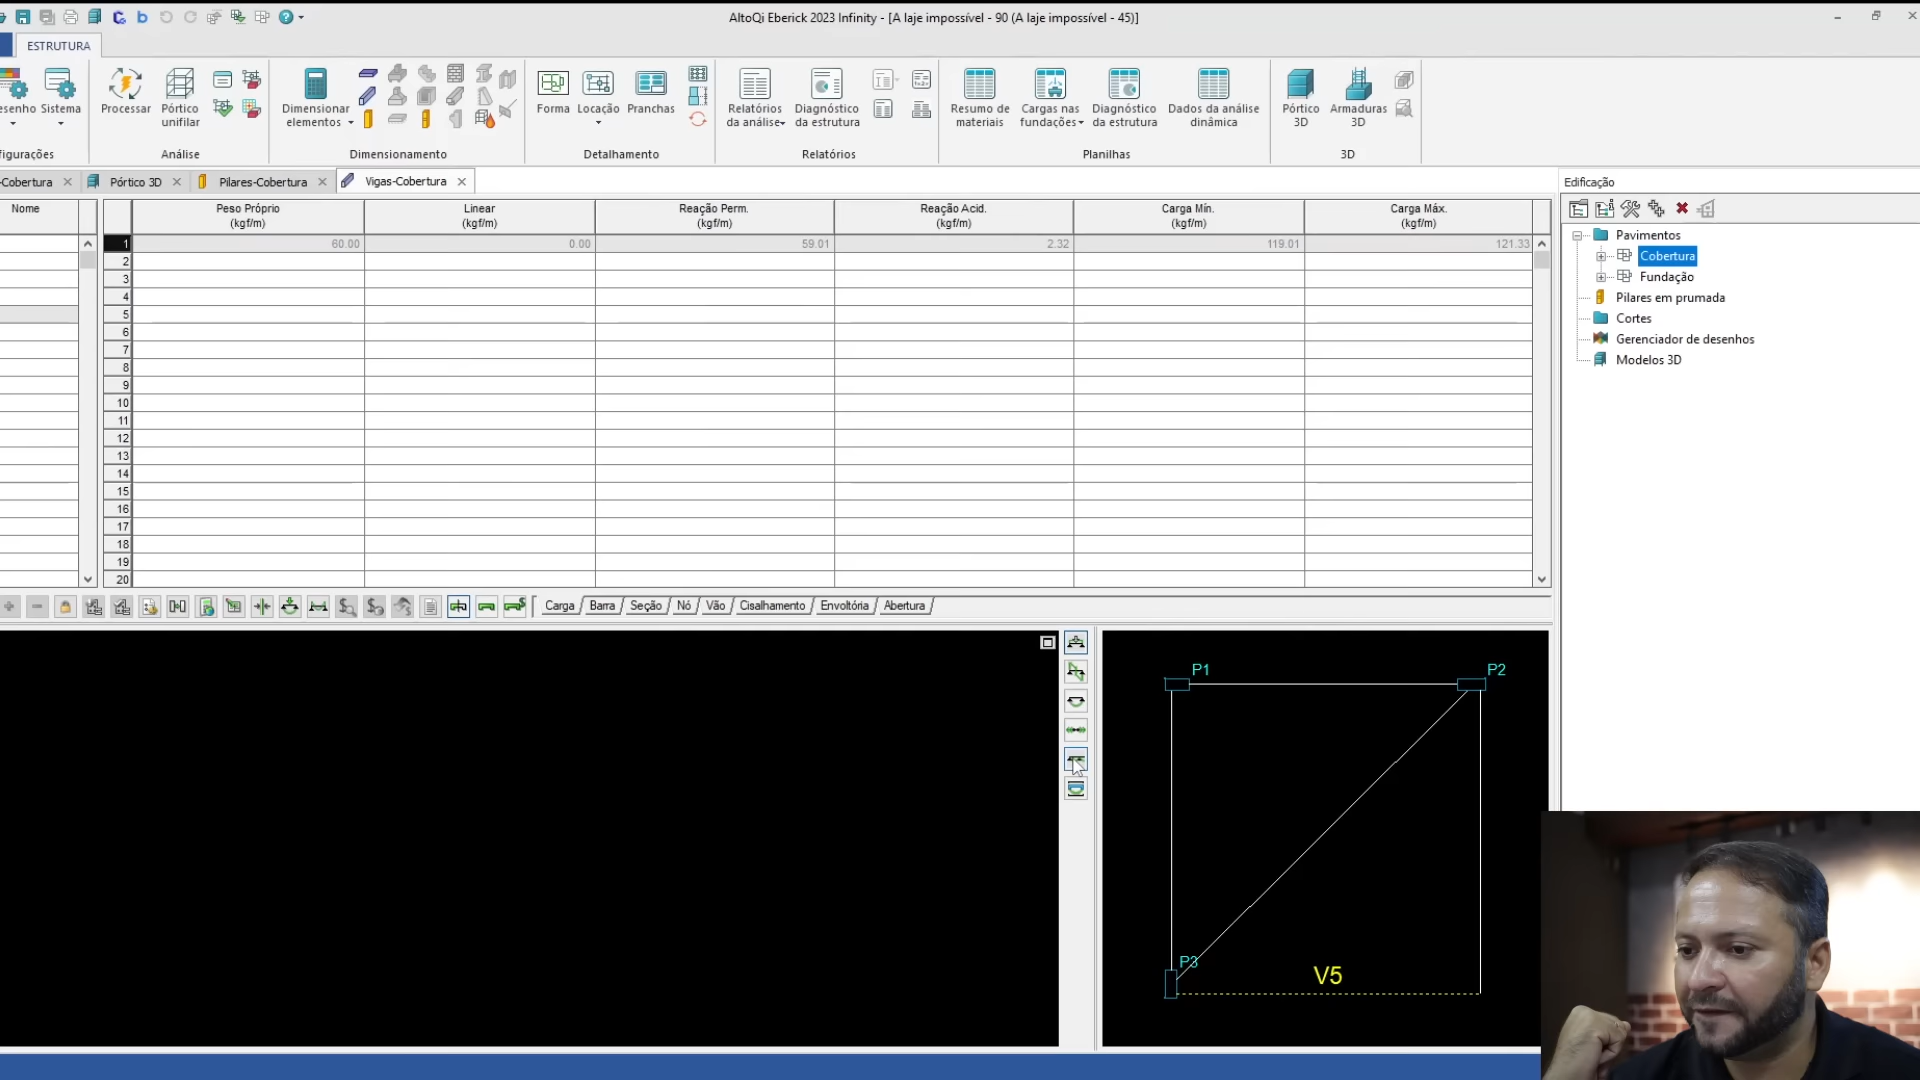 AltoQi Eberick 2023 Infinity - [A laje impossível - 90 (A laje impossível - 45)]
ESTRUTURA
Sistema
Processar
Pórtico unifilar
Dimensionar elementos
Forma
Locação
Pranchas
Relatórios da análise
Diagnóstico da estrutura
Resumo de materiais
Cargas nas fundações
Diagnóstico da estrutura
Dados da análise dinâmica
Pórtico 3D
Armaduras 3D
Análise
Dimensionamento
Detalhamento
Relatórios
Planilhas
3D
-Cobertura
Pórtico 3D
Pilares-Cobertura
Vigas-Cobertura
Edificação
Nome
Peso Próprio (kgf/m)
Linear (kgf/m)
Reação Perm. (kgf/m)
Reação Acid. (kgf/m)
Carga Mín. (kgf/m)
Carga Máx. (kgf/m)
1 60.00 0.00 59.01 2.32 119.01 121.33
2
3
4
5
6
7
8
9
10
11
12
13
14
15
16
17
18
19
20
Pavimentos
Cobertura
Fundação
Pilares em prumada
Cortes
Gerenciador de desenhos
Modelos 3D
Carga Barra Seção Nó Vão Cisalhamento Envoltória Abertura
P1
P2
P3
V5